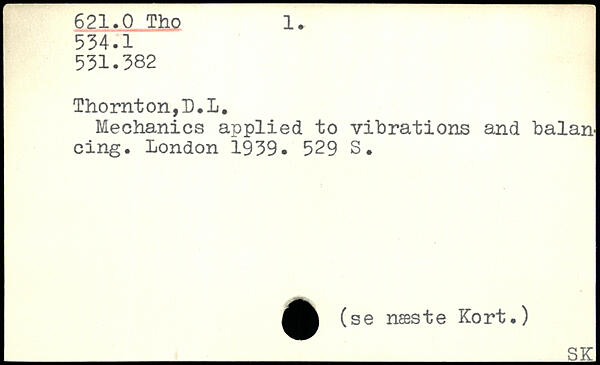 621.0 Tho 1.
534.1
531.382
Thornton,D.L.
Mechanics applied to vibrations and balan-
cing. London 1939. 529 S.
(se næste Kort.)
SK